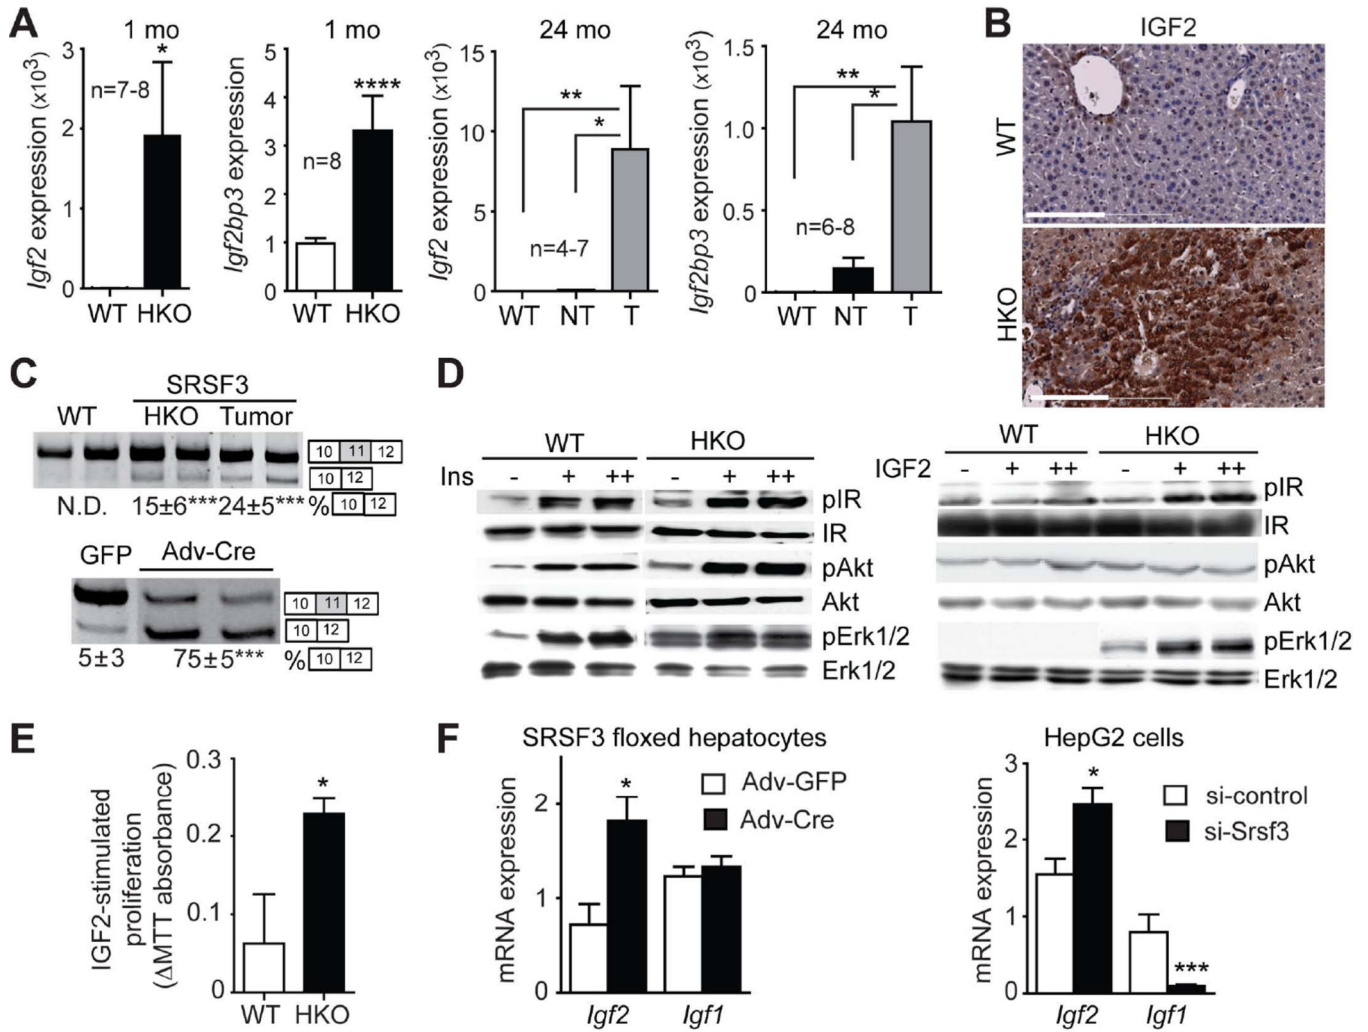 A
1 mo
Igf2 expression (x10³)
3
2
1
0
n=7-8
*
WT HKO
1 mo
Igf2bp3 expression
5
4
3
2
1
0
n=8
****
WT HKO
24 mo
Igf2 expression (x10³)
15
10
5
0
**
*
n=4-7
WT NT T
24 mo
Igf2bp3 expression (x10³)
1.5
1.0
0.5
0
**
*
n=6-8
WT NT T
B
IGF2
WT
HKO
C
SRSF3
WT HKO Tumor
10 11 12
10 12
N.D. 15±6*** 24±5*** % 10 12
GFP Adv-Cre
10 11 12
10 12
5±3 75±5*** % 10 12
D
WT HKO
Ins - + ++ - + ++
pIR
IR
pAkt
Akt
pErk1/2
Erk1/2
WT HKO
IGF2 - + ++ - + ++
pIR
IR
pAkt
Akt
pErk1/2
Erk1/2
E
IGF2-stimulated
proliferation
(ΔMTT absorbance)
0.3
0.2
0.1
0
*
WT HKO
F
SRSF3 floxed hepatocytes
mRNA expression
2
1
0
*
Adv-GFP
Adv-Cre
Igf2 Igf1
HepG2 cells
mRNA expression
3
2
1
0
*
***
si-control
si-Srsf3
Igf2 Igf1